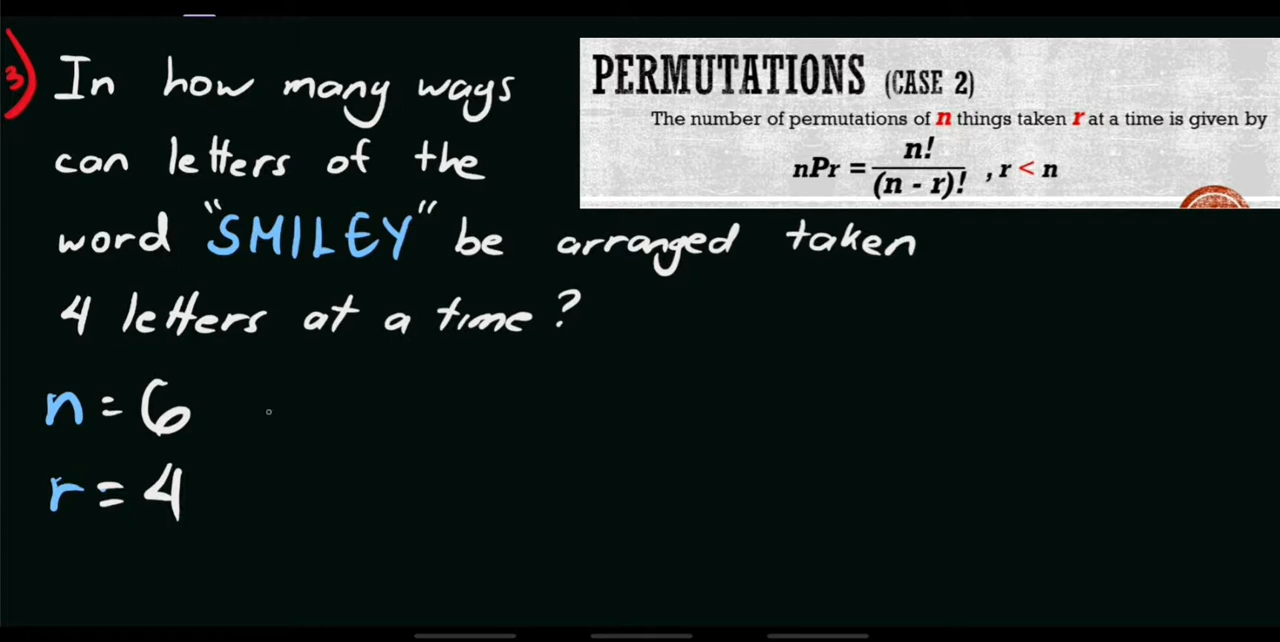 3) In how many ways
can letters of the
word "SMILEY" be arranged taken
4 letters at a time?
n = 6
r = 4
PERMUTATIONS (CASE 2)
The number of permutations of n things taken r at a time is given by
nPr = n! / (n - r)! , r < n